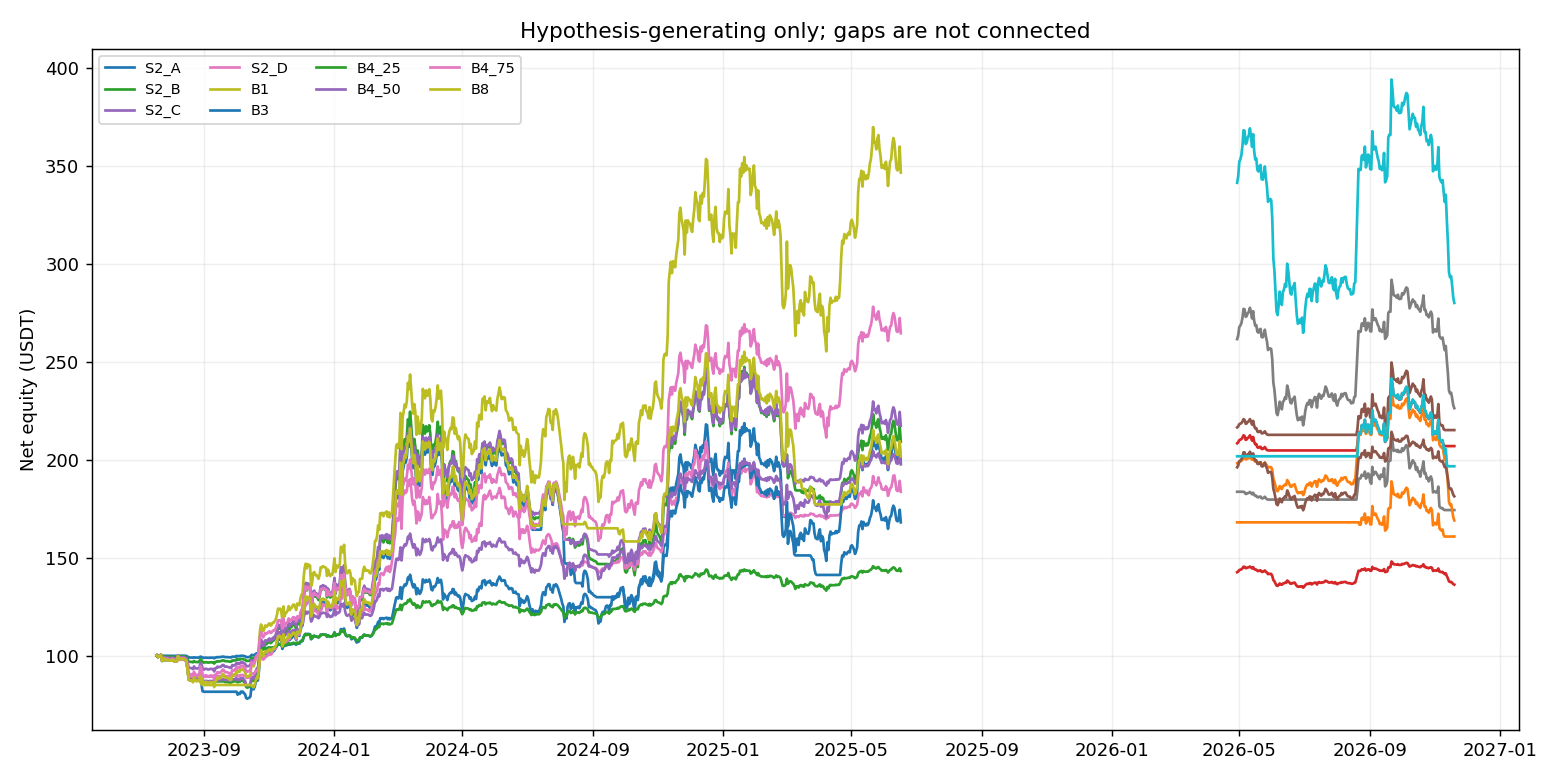 Hypothesis-generating only; gaps are not connected
S2_A S2_D B4_25 B4_75
S2_B B1 B4_50 B8
S2_C B3
Net equity (USDT)
400
350
300
250
200
150
100
2023-09 2024-01 2024-05 2024-09 2025-01 2025-05 2025-09 2026-01 2026-05 2026-09 2027-01